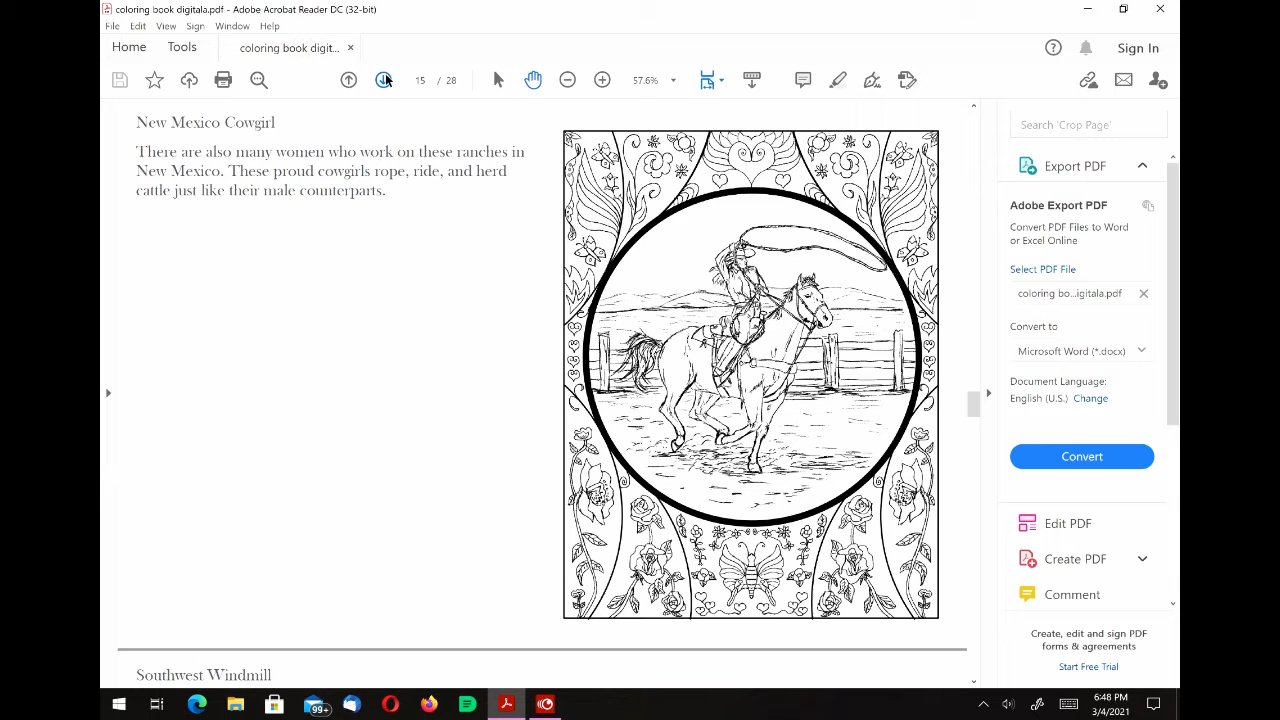 coloring book digitala.pdf - Adobe Acrobat Reader DC (32-bit)
File Edit View Sign Window Help
Home Tools coloring book digit... Sign In
15 / 28 57.6%
New Mexico Cowgirl
There are also many women who work on these ranches in
New Mexico. These proud cowgirls rope, ride, and herd
cattle just like their male counterparts.
Southwest Windmill
Search 'Crop Page'
Export PDF
Adobe Export PDF
Convert PDF Files to Word
or Excel Online
Select PDF File
coloring bo...igitala.pdf
Convert to
Microsoft Word (*.docx)
Document Language:
English (U.S.) Change
Convert
Edit PDF
Create PDF
Comment
Create, edit and sign PDF
forms & agreements
Start Free Trial
99+
6:48 PM
3/4/2021